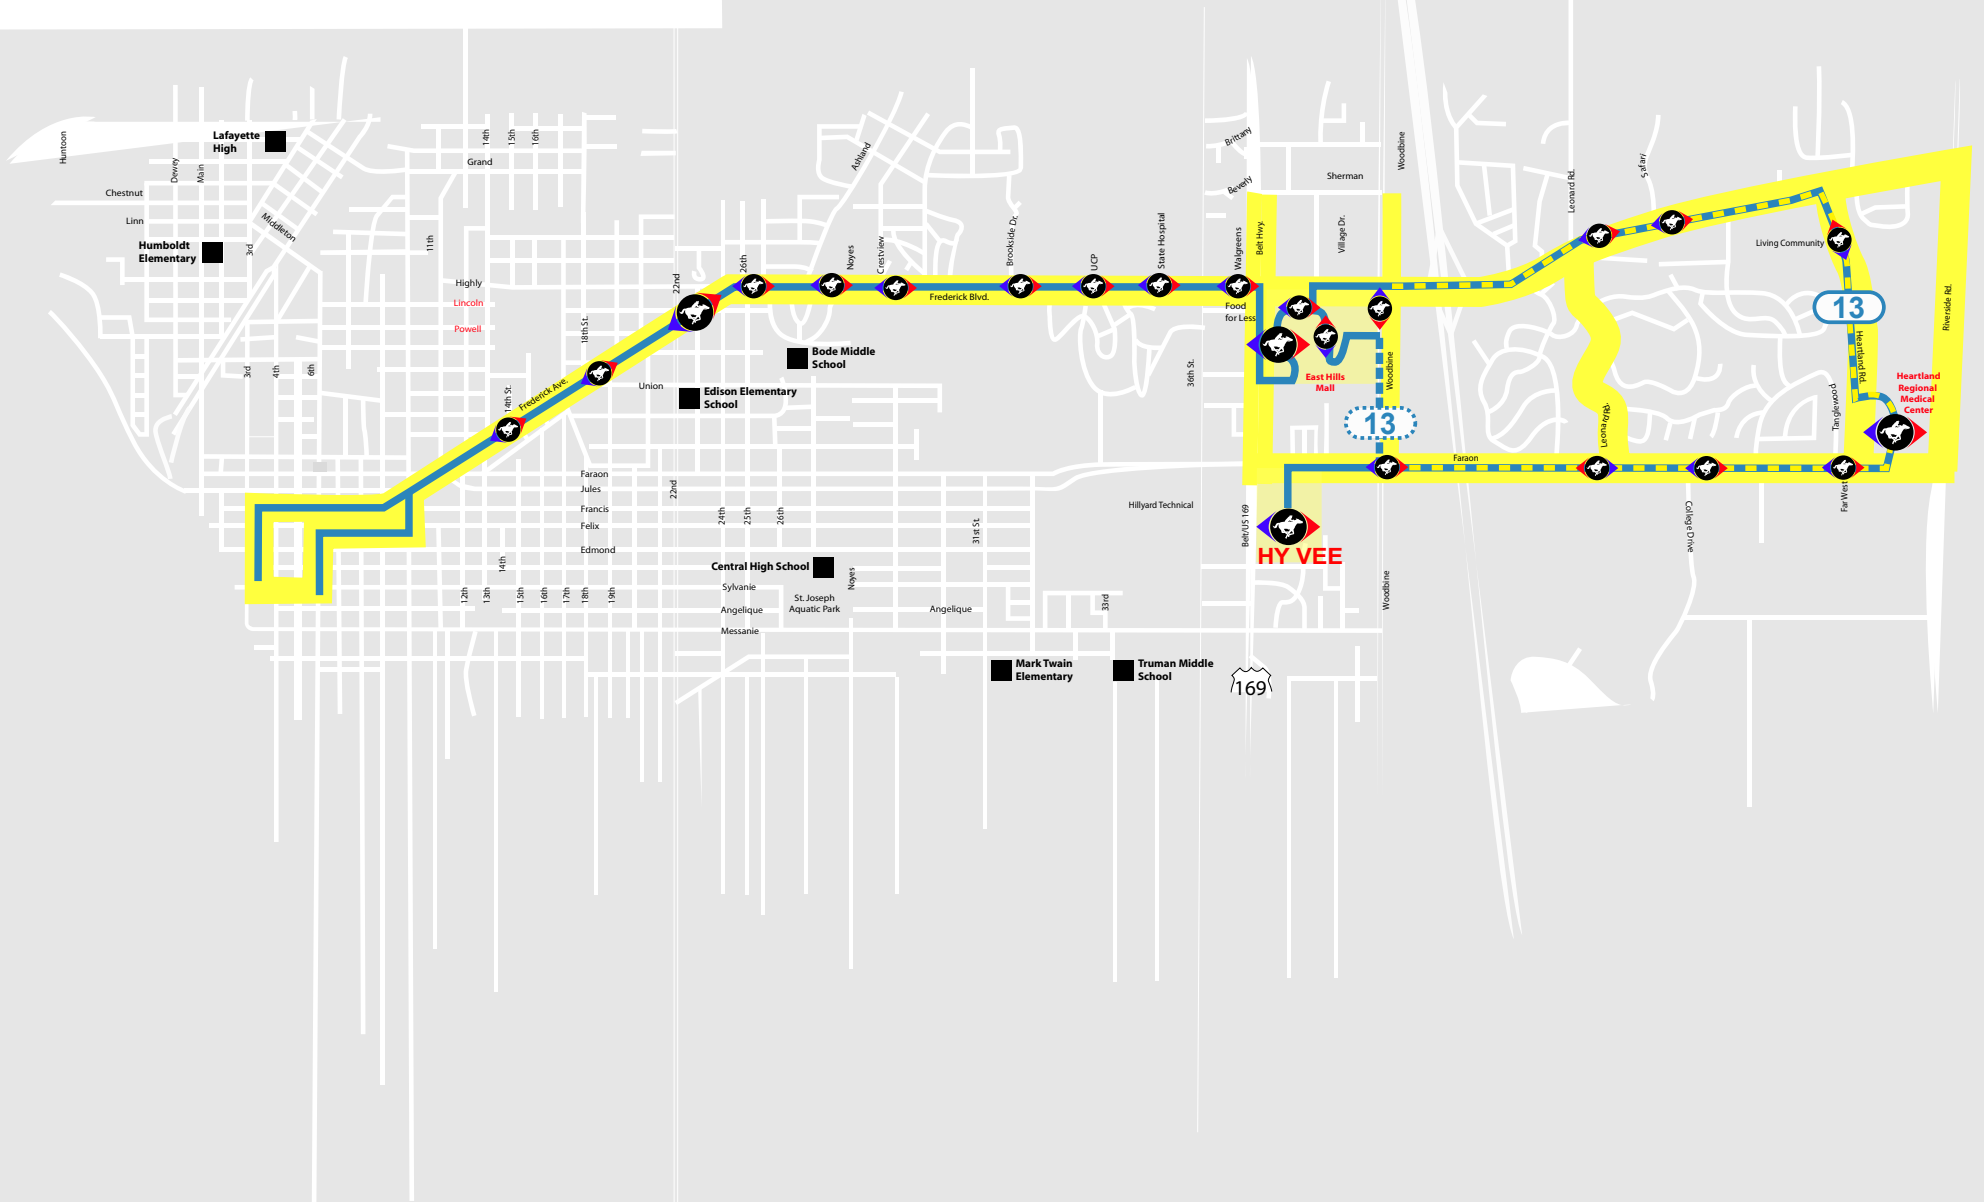 Huntoon
Lafayette
High
Dewey
Main
14th
15th
16th
Grand
Ashland
Brittany
Beverly
Sherman
Woodbine
Leonard Rd.
Safari
Chestnut
Linn
Middleton
3rd
11th
Humboldt
Elementary
Highly
Lincoln
Powell
22nd
26th
Noyes
Crestview
Brookside Dr.
UCP
State Hospital
Walgreens
Belt Hwy.
Village Dr.
Living Community
Frederick Blvd.
Food
for Less
13
Riverside Rd.
Heartland Rd.
18th St.
3rd
4th
6th
Bode Middle
School
Union
Edison Elementary
School
14th St.
Frederick Ave.
36th St.
East Hills
Mall
Woodbine
13
Heartland
Regional
Medical
Center
Tanglewood
Leonard Rd.
Faraon
Faraon
Jules
Francis
Felix
Edmond
22nd
24th
25th
26th
31st St.
Hillyard Technical
Belt/US 169
HY VEE
College Drive
Far West
14th
Central High School
Noyes
Sylvanie
St. Joseph
Aquatic Park
Angelique
Angelique
Messanie
12th
13th
15th
16th
17th
18th
19th
33rd
Woodbine
Mark Twain
Elementary
Truman Middle
School
169